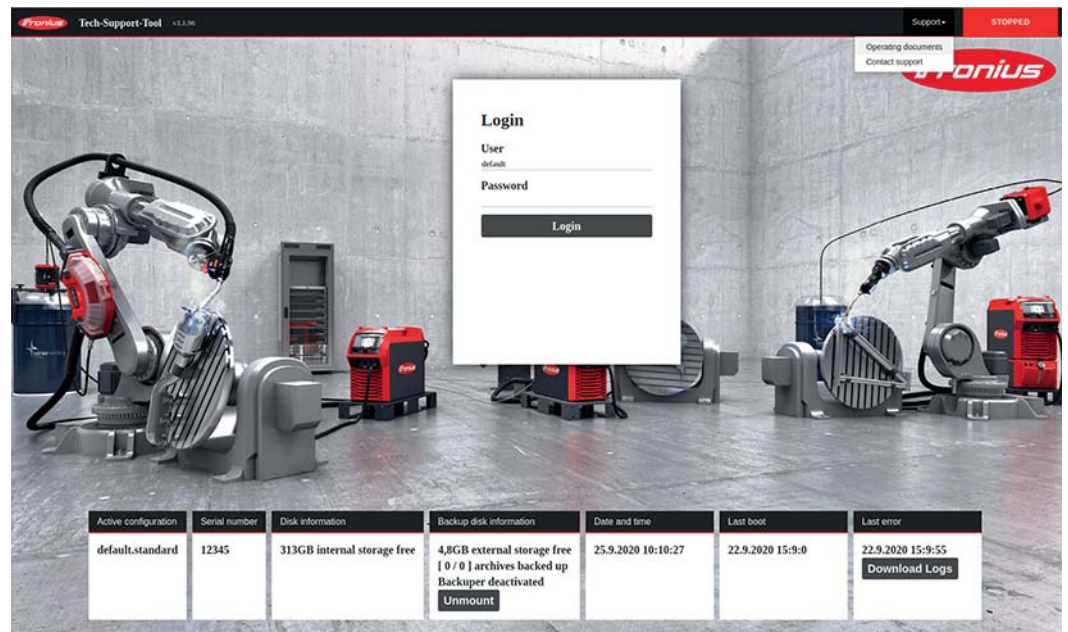 Fronius
Tech-Support-Tool v3.1.96
Support
STOPPED
Operating documents
Contact support
Fronius
Login
User
default
Password
Login
Active configuration
default.standard
Serial number
12345
Disk information
313GB internal storage free
Backup disk information
4,8GB external storage free
[ 0 / 0 ] archives backed up
Backuper deactivated
Unmount
Date and time
25.9.2020 10:10:27
Last boot
22.9.2020 15:9:0
Last error
22.9.2020 15:9:55
Download Logs